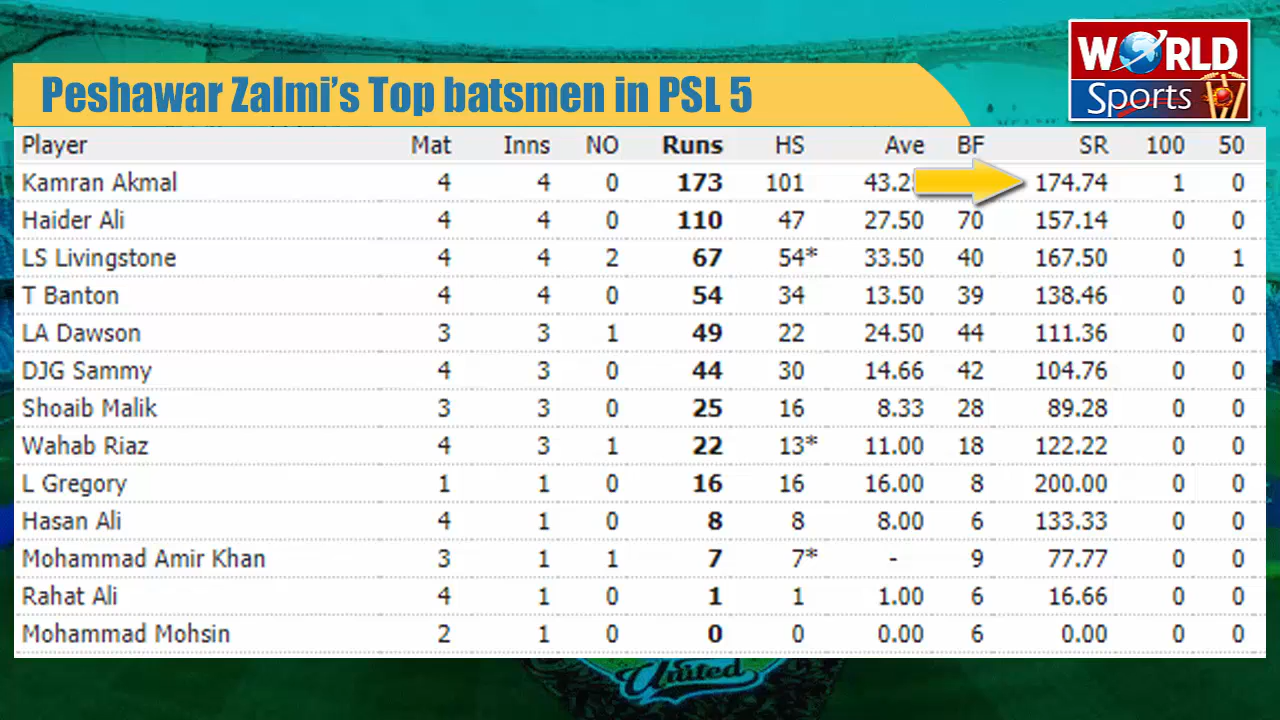 WORLD
Sports
Peshawar Zalmi’s Top batsmen in PSL 5
Player Mat Inns NO Runs HS Ave BF SR 100 50
Kamran Akmal 4 4 0 173 101 174.74 1 0
Haider Ali 4 4 0 110 47 27.50 70 157.14 0 0
LS Livingstone 4 4 2 67 54* 33.50 40 167.50 0 1
T Banton 4 4 0 54 34 13.50 39 138.46 0 0
LA Dawson 3 3 1 49 22 24.50 44 111.36 0 0
DJG Sammy 4 3 0 44 30 14.66 42 104.76 0 0
Shoaib Malik 3 3 0 25 16 8.33 28 89.28 0 0
Wahab Riaz 4 3 1 22 13* 11.00 18 122.22 0 0
L Gregory 1 1 0 16 16 16.00 8 200.00 0 0
Hasan Ali 4 1 0 8 8 8.00 6 133.33 0 0
Mohammad Amir Khan 3 1 1 7 7* - 9 77.77 0 0
Rahat Ali 4 1 0 1 1 1.00 6 16.66 0 0
Mohammad Mohsin 2 1 0 0 0 0.00 6 0.00 0 0
United